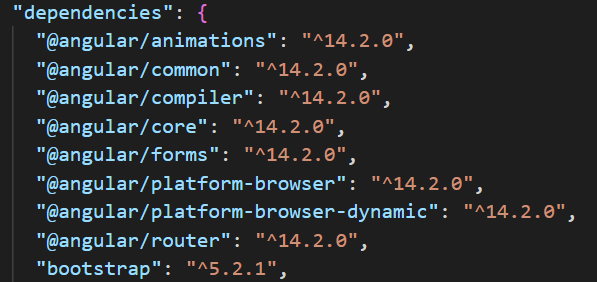 "dependencies": {
"@angular/animations": "^14.2.0",
"@angular/common": "^14.2.0",
"@angular/compiler": "^14.2.0",
"@angular/core": "^14.2.0",
"@angular/forms": "^14.2.0",
"@angular/platform-browser": "^14.2.0",
"@angular/platform-browser-dynamic": "^14.2.0",
"@angular/router": "^14.2.0",
"bootstrap": "^5.2.1",